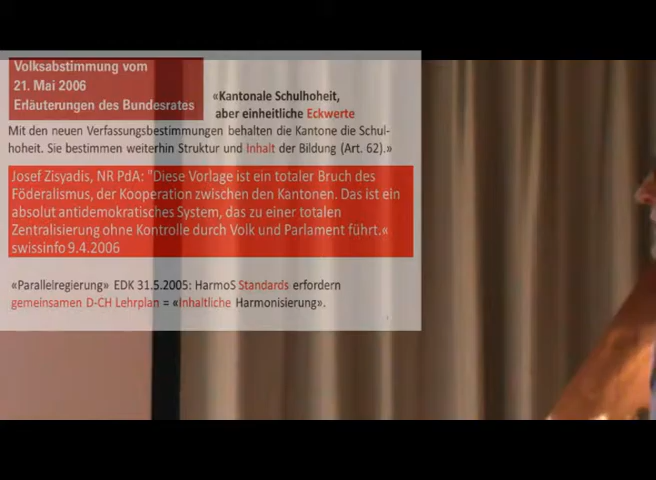 Volksabstimmung vom
21. Mai 2006
Erläuterungen des Bundesrates
«Kantonale Schulhoheit,
aber einheitliche Eckwerte
Mit den neuen Verfassungsbestimmungen behalten die Kantone die Schul-
hoheit. Sie bestimmen weiterhin Struktur und Inhalt der Bildung (Art. 62).»
Josef Zisyadis, NR PdA: "Diese Vorlage ist ein totaler Bruch des
Föderalismus, der Kooperation zwischen den Kantonen. Das ist ein
absolut antidemokratisches System, das zu einer totalen
Zentralisierung ohne Kontrolle durch Volk und Parlament führt.«
swissinfo 9.4.2006
«Parallelregierung» EDK 31.5.2005: HarmoS Standards erfordern
gemeinsamen D-CH Lehrplan = «Inhaltliche Harmonisierung».